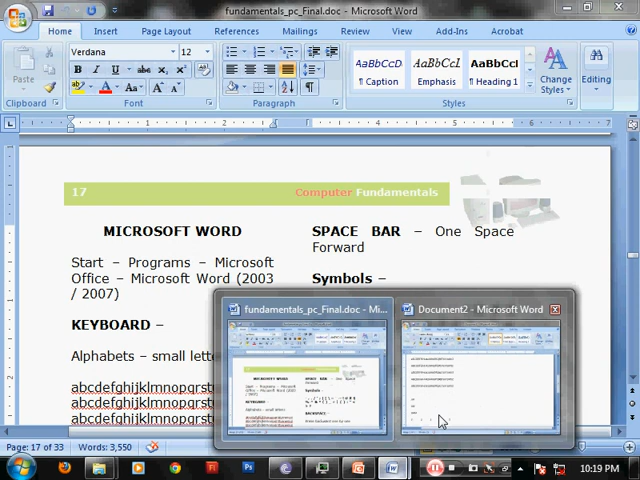 fundamentals_pc_Final.doc - Microsoft Word
Home Insert Page Layout References Mailings Review View Add-Ins Acrobat
Verdana 12
AaBbCcD AaBbCcL AaBbCc
Paste
Caption Emphasis Heading 1
Change Styles
Editing
Clipboard Font Paragraph Styles
17 Computer Fundamentals
MICROSOFT WORD
Start – Programs – Microsoft
Office – Microsoft Word (2003
/ 2007)
KEYBOARD –
Alphabets – small lette
abcdefghijklmnopqrst
abcdefghijklmnopqrst
abcdefghijklmnopqrst
SPACE BAR – One Space
Forward
Symbols –
fundamentals_pc_Final.doc - Mi...
Document2 - Microsoft Word
Page: 17 of 33 Words: 3,550
10:19 PM